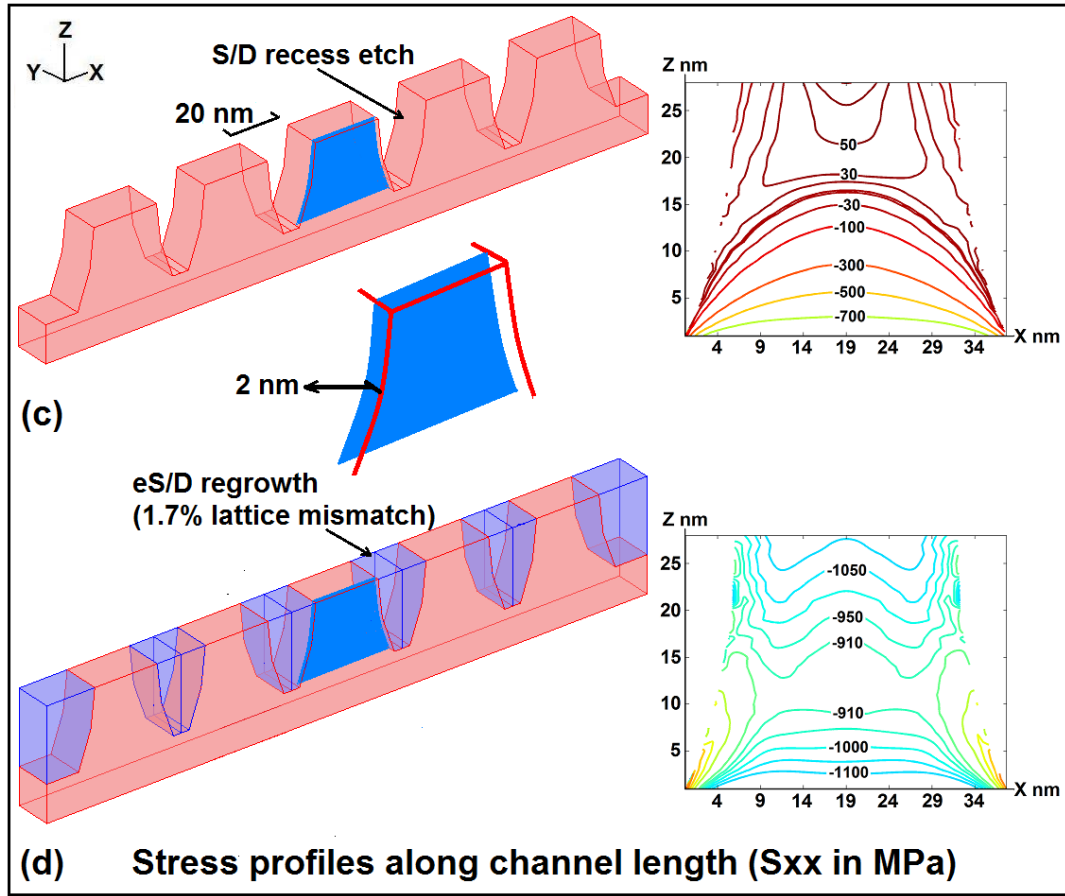 Z
Y X
S/D recess etch
20 nm
2 nm
(c)
Z nm
25
20
15
10
5
50
30
-30
-100
-300
-500
-700
4 9 14 19 24 29 34
X nm
eS/D regrowth
(1.7% lattice mismatch)
Z nm
25
20
15
10
5
-1050
-950
-910
-910
-1000
-1100
4 9 14 19 24 29 34
X nm
(d) Stress profiles along channel length (Sxx in MPa)